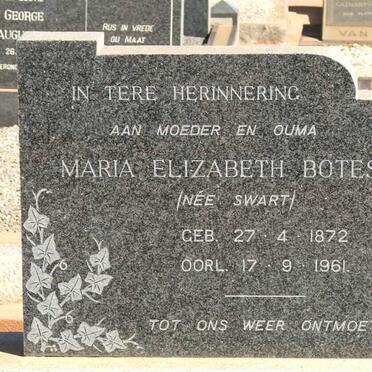 GEORGE
RUS IN VREDE
OU MAAT
IN TERE HERINNERING
AAN MOEDER EN OUMA
MARIA ELIZABETH BOTES
(NÉE SWART)
GEB. 27·4·1872
OORL. 17·9·1961.
TOT ONS WEER ONTMOET